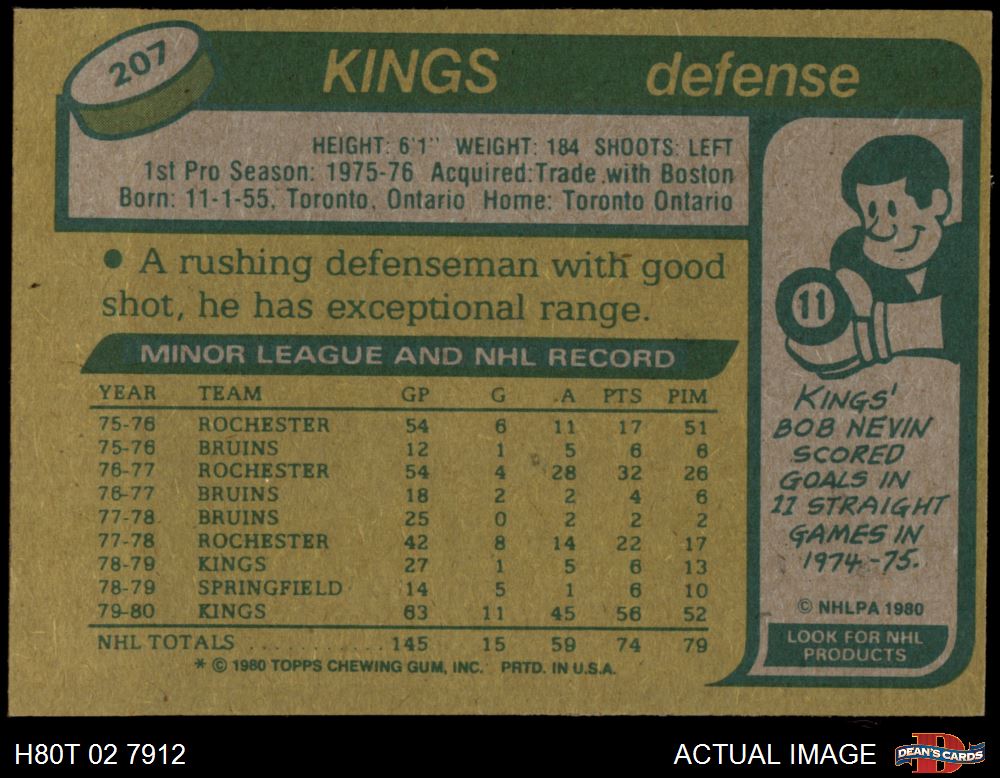 207
KINGS defense
HEIGHT: 6'1" WEIGHT: 184 SHOOTS: LEFT
1st Pro Season: 1975-76 Acquired:Trade with Boston
Born: 11-1-55, Toronto, Ontario Home: Toronto Ontario
• A rushing defenseman with good
shot, he has exceptional range.
MINOR LEAGUE AND NHL RECORD
YEAR TEAM GP G A PTS PIM
75-76 ROCHESTER 54 6 11 17 51
75-76 BRUINS 12 1 5 6 6
76-77 ROCHESTER 54 4 28 32 26
76-77 BRUINS 18 2 2 4 6
77-78 BRUINS 25 0 2 2 2
77-78 ROCHESTER 42 8 14 22 17
78-79 KINGS 27 1 5 6 13
78-79 SPRINGFIELD 14 5 1 6 10
79-80 KINGS 63 11 45 56 52
NHL TOTALS . . . . . . . . . . . 145 15 59 74 79
* © 1980 TOPPS CHEWING GUM, INC. PRTD. IN U.S.A.
11
KINGS'
BOB NEVIN
SCORED
GOALS IN
11 STRAIGHT
GAMES IN
1974-75.
© NHLPA 1980
LOOK FOR NHL
PRODUCTS
H80T 02 7912
ACTUAL IMAGE
DEAN'S CARDS